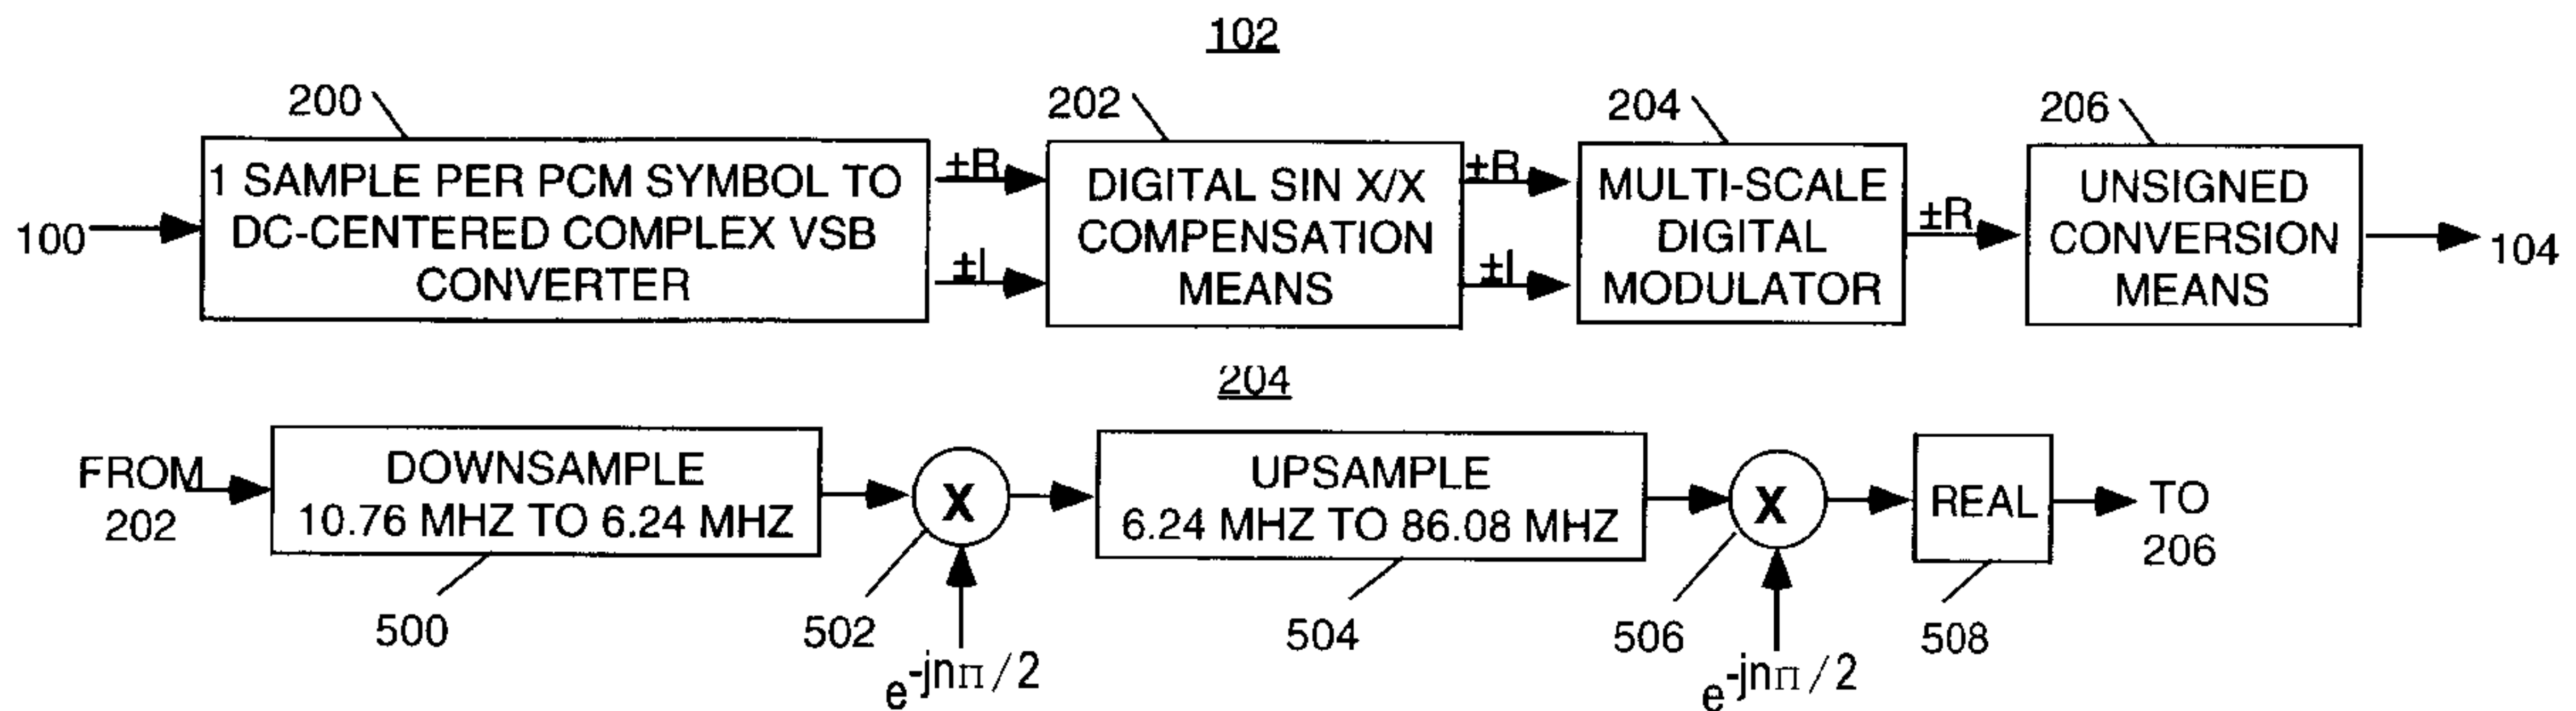 102
200
202
204
206
100
1 SAMPLE PER PCM SYMBOL TO
DC-CENTERED COMPLEX VSB
CONVERTER
±R
±I
DIGITAL SIN X/X
COMPENSATION
MEANS
±R
±I
MULTI-SCALE
DIGITAL
MODULATOR
±R
UNSIGNED
CONVERSION
MEANS
104
204
FROM
202
DOWNSAMPLE
10.76 MHZ TO 6.24 MHZ
X
UPSAMPLE
6.24 MHZ TO 86.08 MHZ
X
REAL
TO
206
500
502
504
506
508
e-jnπ/2
e-jnπ/2